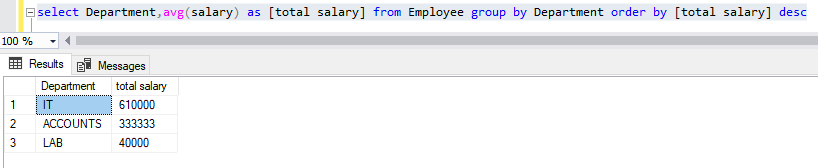 select Department,avg(salary) as [total salary] from Employee group by Department order by [total salary] desc
100 %
Results Messages
Department total salary
1 IT 610000
2 ACCOUNTS 333333
3 LAB 40000